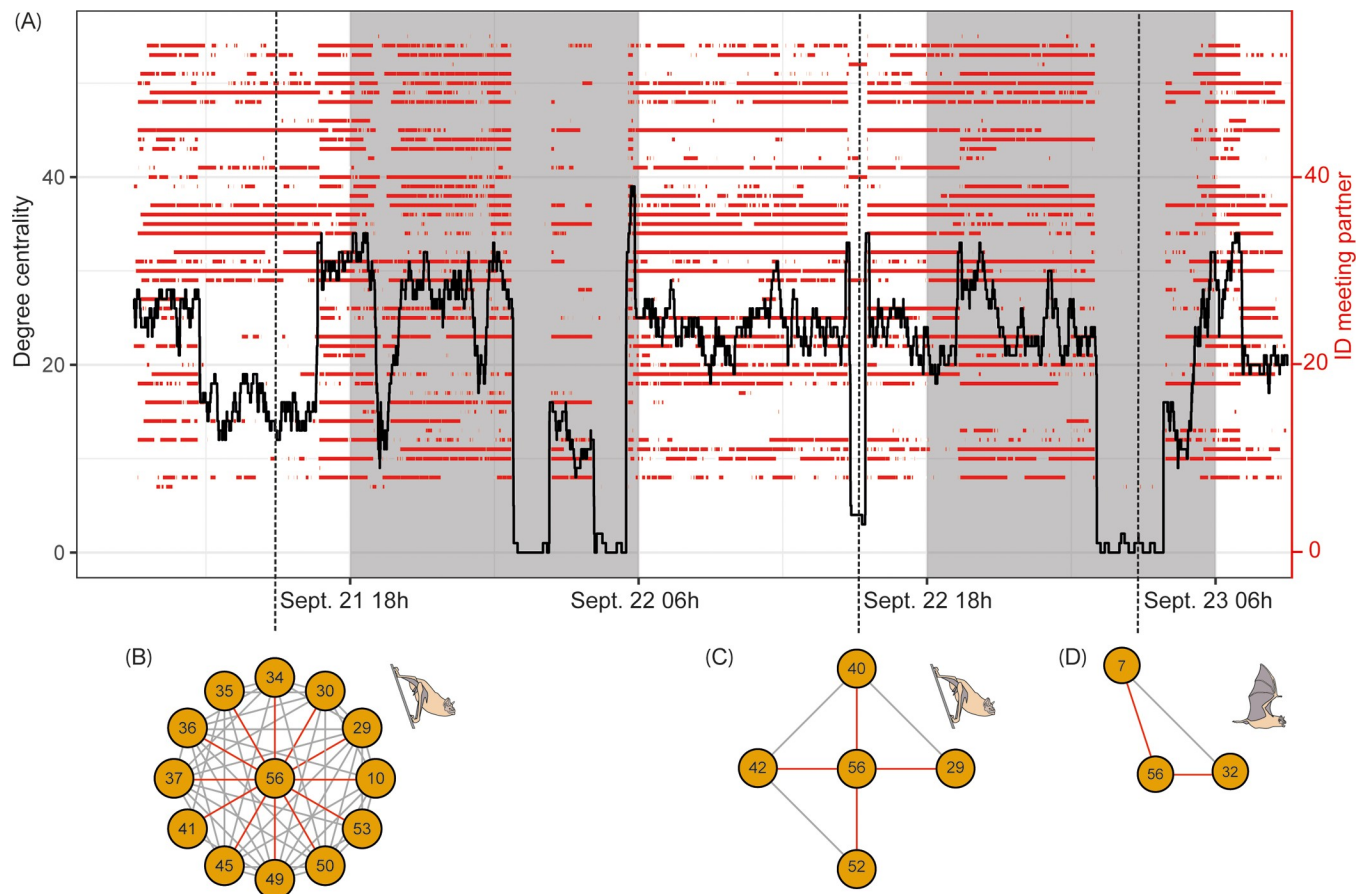 (A)
Degree centrality
40
20
0
40
20
0
ID meeting partner
Sept. 21 18h
Sept. 22 06h
Sept. 22 18h
Sept. 23 06h
(B)
34
35
30
36
29
37
56
10
41
53
45
50
49
(C)
40
42
56
29
52
(D)
7
56
32